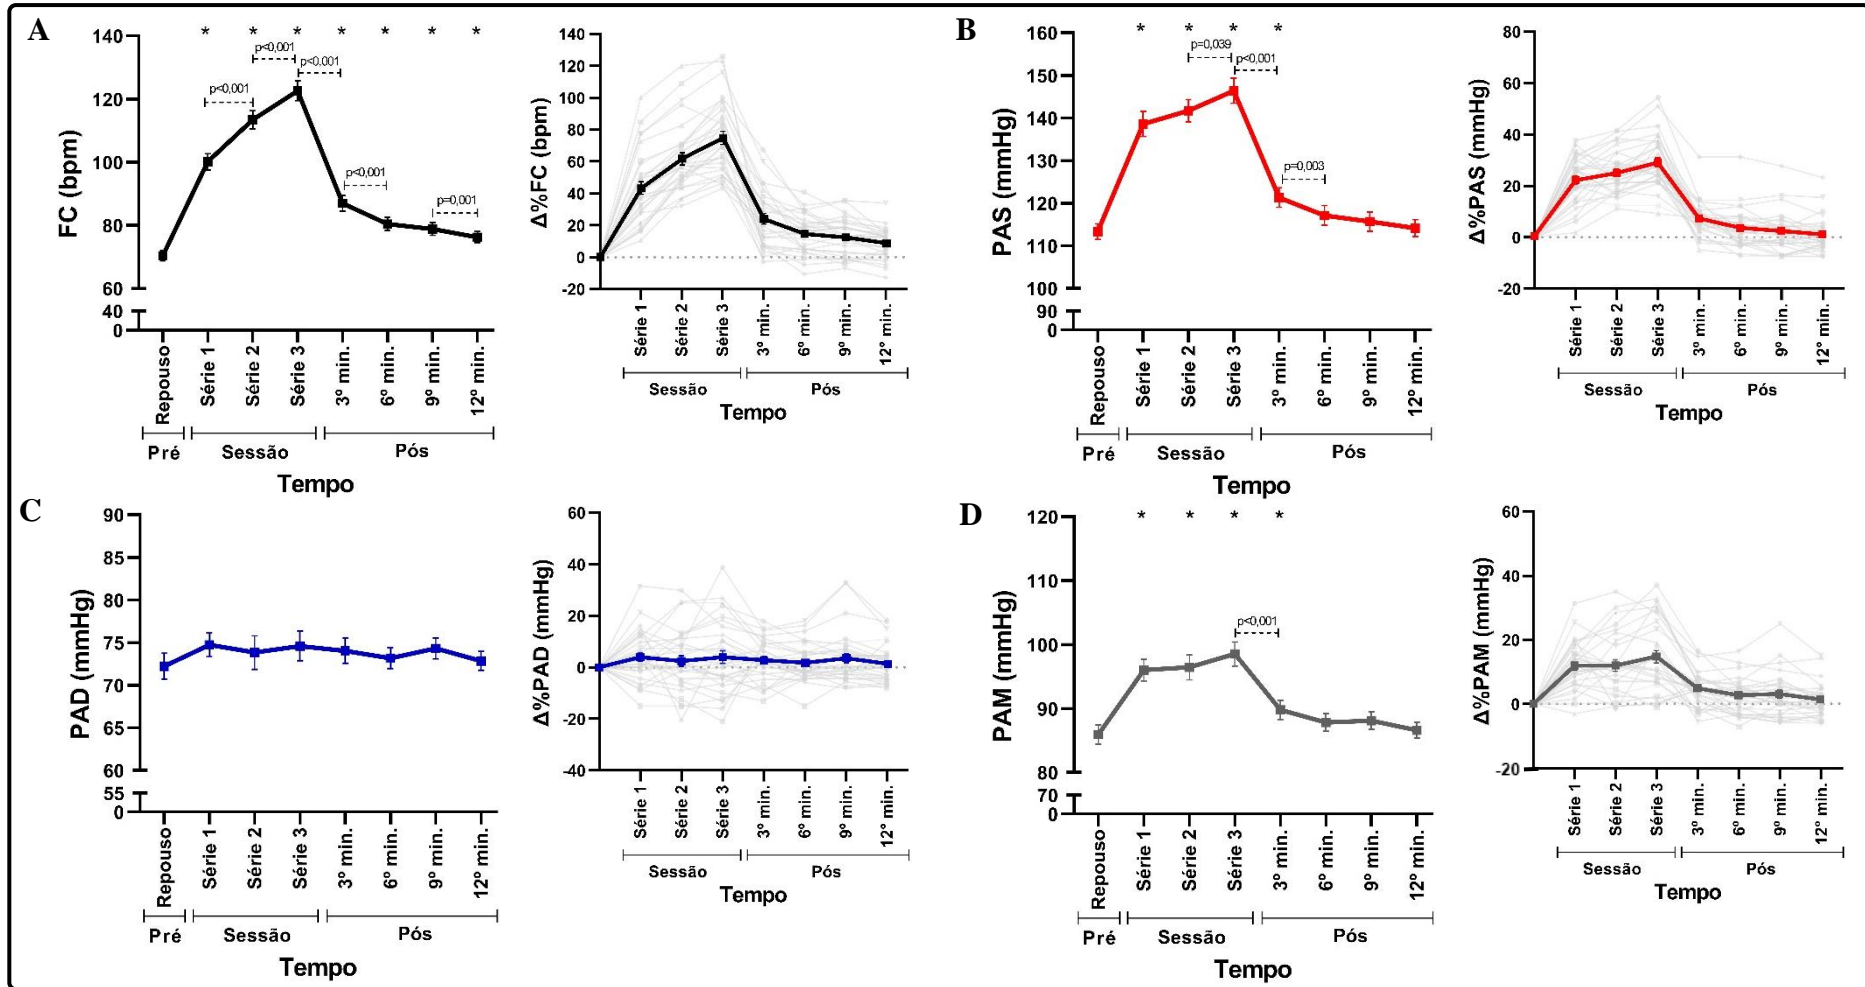 A
140
120
100
80
60
40
0
FC (bpm)
* * * * * * *
p<0,001
p<0,001
p<0,001
p<0,001
p=0,001
Repouso
Série 1
Série 2
Série 3
3º min.
6º min.
9º min.
12º min.
Pré
Sessão
Pós
Tempo
140
120
100
80
60
40
20
0
-20
Δ%FC (bpm)
Série 1
Série 2
Série 3
3º min.
6º min.
9º min.
12º min.
Sessão
Pós
Tempo
B
160
150
140
130
120
110
100
90
0
PAS (mmHg)
* * * *
p=0,039
p<0,001
p=0,003
Repouso
Série 1
Série 2
Série 3
3º min.
6º min.
9º min.
12º min.
Pré
Sessão
Pós
Tempo
80
60
40
20
0
-20
Δ%PAS (mmHg)
Série 1
Série 2
Série 3
3º min.
6º min.
9º min.
12º min.
Sessão
Pós
Tempo
C
90
85
80
75
70
65
60
55
0
PAD (mmHg)
Repouso
Série 1
Série 2
Série 3
3º min.
6º min.
9º min.
12º min.
Pré
Sessão
Pós
Tempo
60
40
20
0
-20
-40
Δ%PAD (mmHg)
Série 1
Série 2
Série 3
3º min.
6º min.
9º min.
12º min.
Sessão
Pós
Tempo
D
120
110
100
90
80
70
0
PAM (mmHg)
* * * *
p<0,001
Repouso
Série 1
Série 2
Série 3
3º min.
6º min.
9º min.
12º min.
Pré
Sessão
Pós
Tempo
60
40
20
0
-20
Δ%PAM (mmHg)
Série 1
Série 2
Série 3
3º min.
6º min.
9º min.
12º min.
Sessão
Pós
Tempo